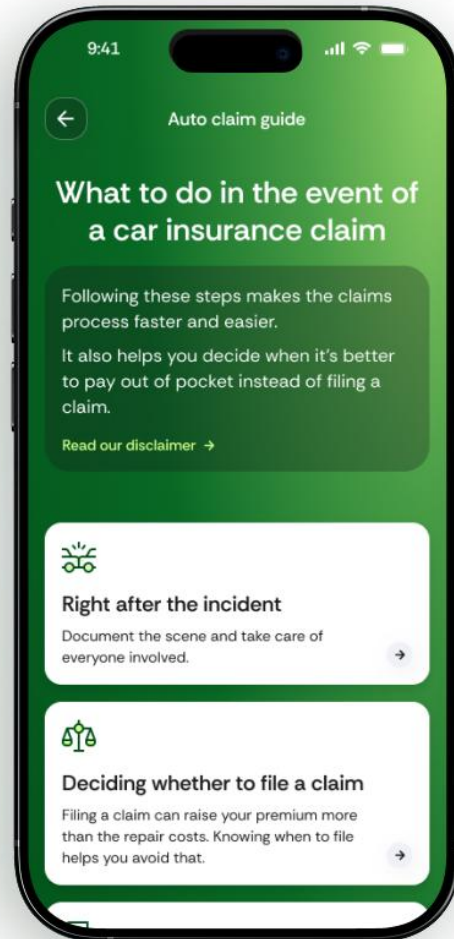 9:41
Auto claim guide
What to do in the event of
a car insurance claim
Following these steps makes the claims
process faster and easier.
It also helps you decide when it's better
to pay out of pocket instead of filing a
claim.
Read our disclaimer →
Right after the incident
Document the scene and take care of
everyone involved.
Deciding whether to file a claim
Filing a claim can raise your premium more
than the repair costs. Knowing when to file
helps you avoid that.